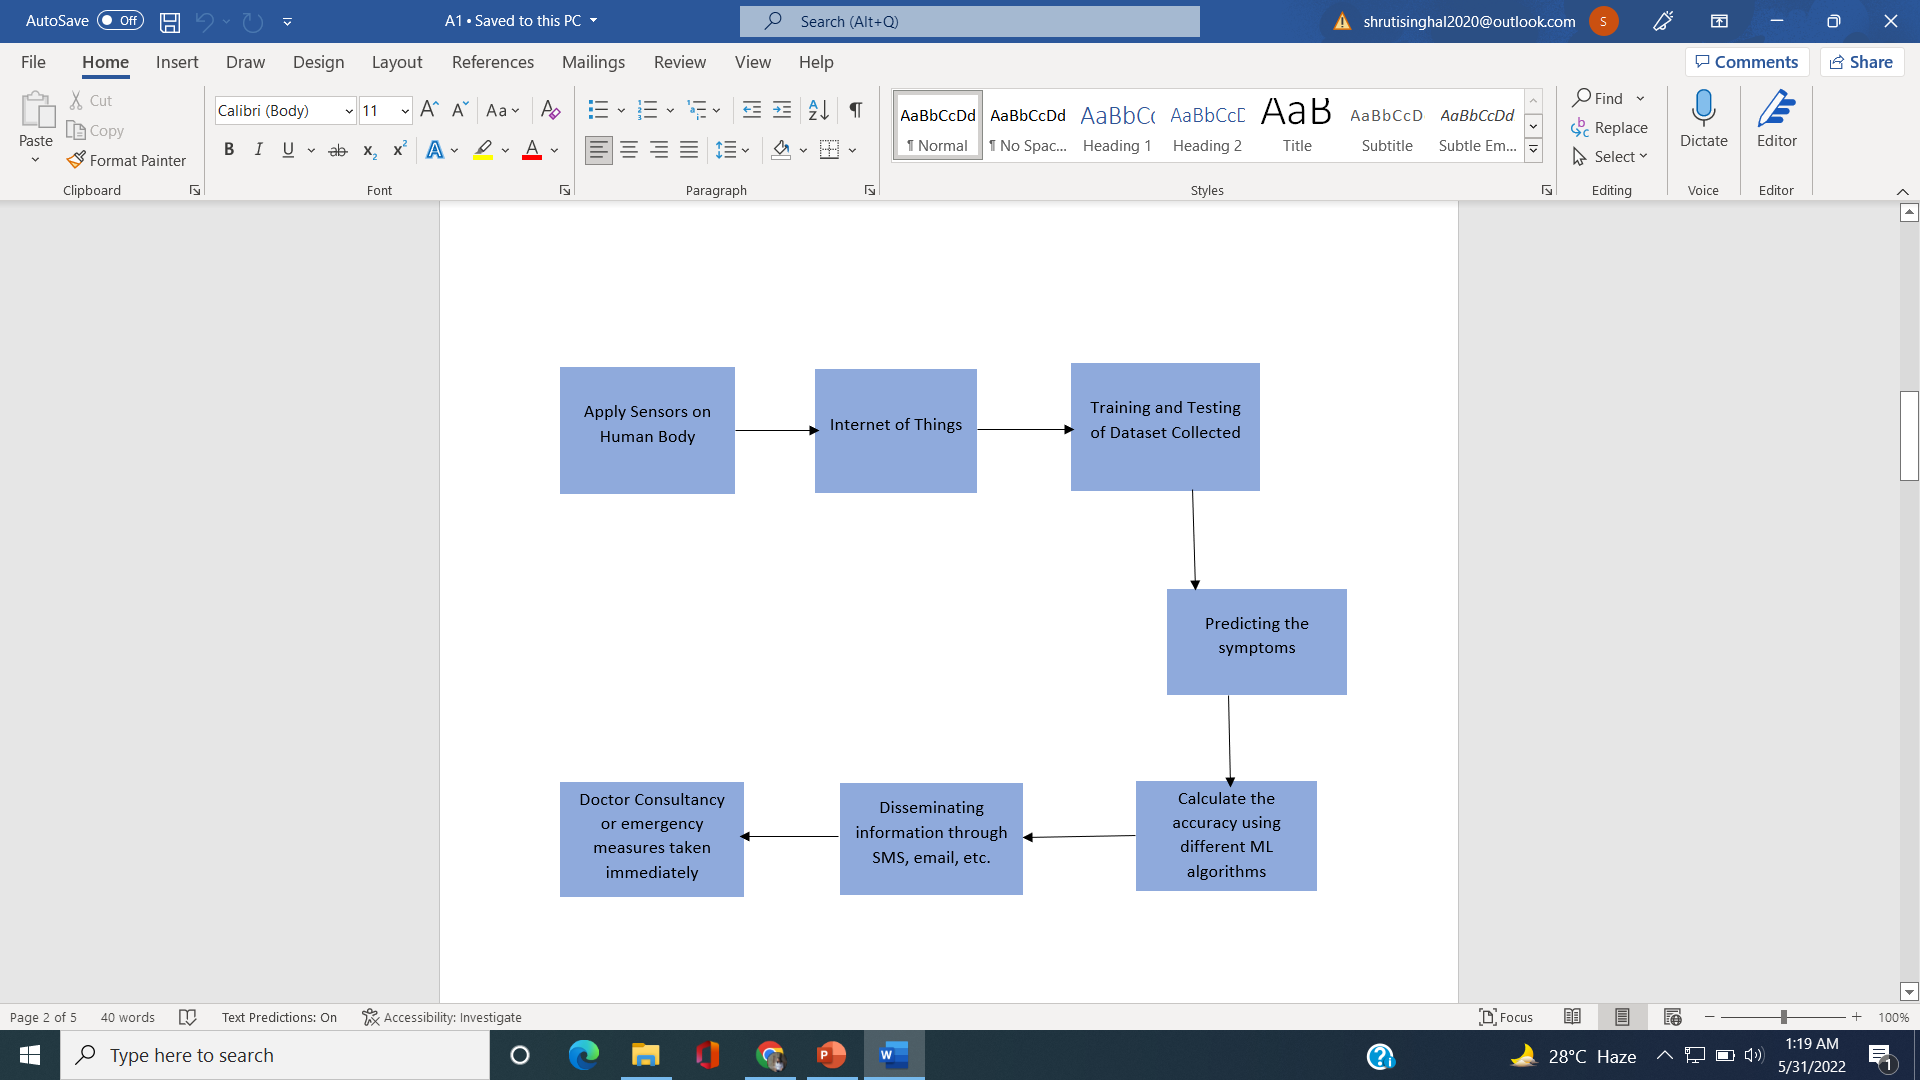 AutoSave Off A1 • Saved to this PC Search (Alt+Q) shrutisinghal2020@outlook.com S
File Home Insert Draw Design Layout References Mailings Review View Help Comments Share
Paste Cut Copy Format Painter
Clipboard
Calibri (Body) 11 Aa
B I U ab x₂ x² A A
Font
Paragraph
AaBbCcDd AaBbCcDd AaBbCc AaBbCcD AaB AaBbCcD AaBbCcDd
¶ Normal ¶ No Spac... Heading 1 Heading 2 Title Subtitle Subtle Em...
Styles
Find
Replace
Select
Editing
Dictate
Voice
Editor
Editor
Apply Sensors on
Human Body
Internet of Things
Training and Testing
of Dataset Collected
Predicting the
symptoms
Calculate the
accuracy using
different ML
algorithms
Disseminating
information through
SMS, email, etc.
Doctor Consultancy
or emergency
measures taken
immediately
Page 2 of 5 40 words Text Predictions: On Accessibility: Investigate Focus 100%
Type here to search 28°C Haze 1:19 AM
5/31/2022 1